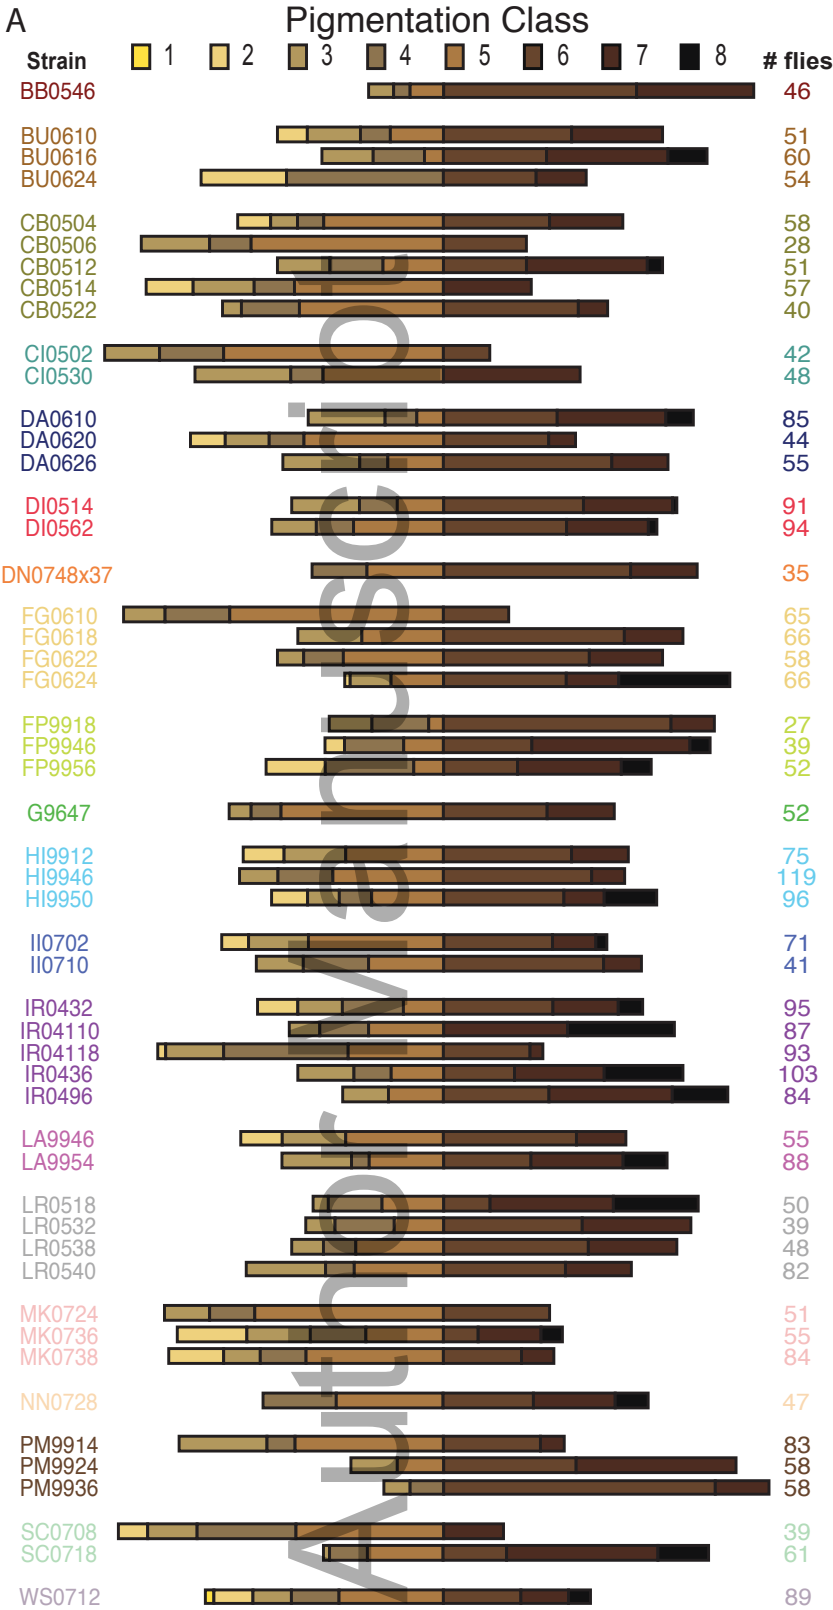 A
Pigmentation Class
Strain 1 2 3 4 5 6 7 8 # flies
BB0546 46
BU0610 51
BU0616 60
BU0624 54
CB0504 58
CB0506 28
CB0512 51
CB0514 57
CB0522 40
CI0502 42
CI0530 48
DA0610 85
DA0620 44
DA0626 55
DI0514 91
DI0562 94
DN0748x37 35
FG0610 65
FG0618 66
FG0622 58
FG0624 66
FP9918 27
FP9946 39
FP9956 52
G9647 52
HI9912 75
HI9946 119
HI9950 96
II0702 71
II0710 41
IR0432 95
IR04110 87
IR04118 93
IR0436 103
IR0496 84
LA9946 55
LA9954 88
LR0518 50
LR0532 39
LR0538 48
LR0540 82
MK0724 51
MK0736 55
MK0738 84
NN0728 47
PM9914 83
PM9924 58
PM9936 58
SC0708 39
SC0718 61
WS0712 89
Author Manuscript